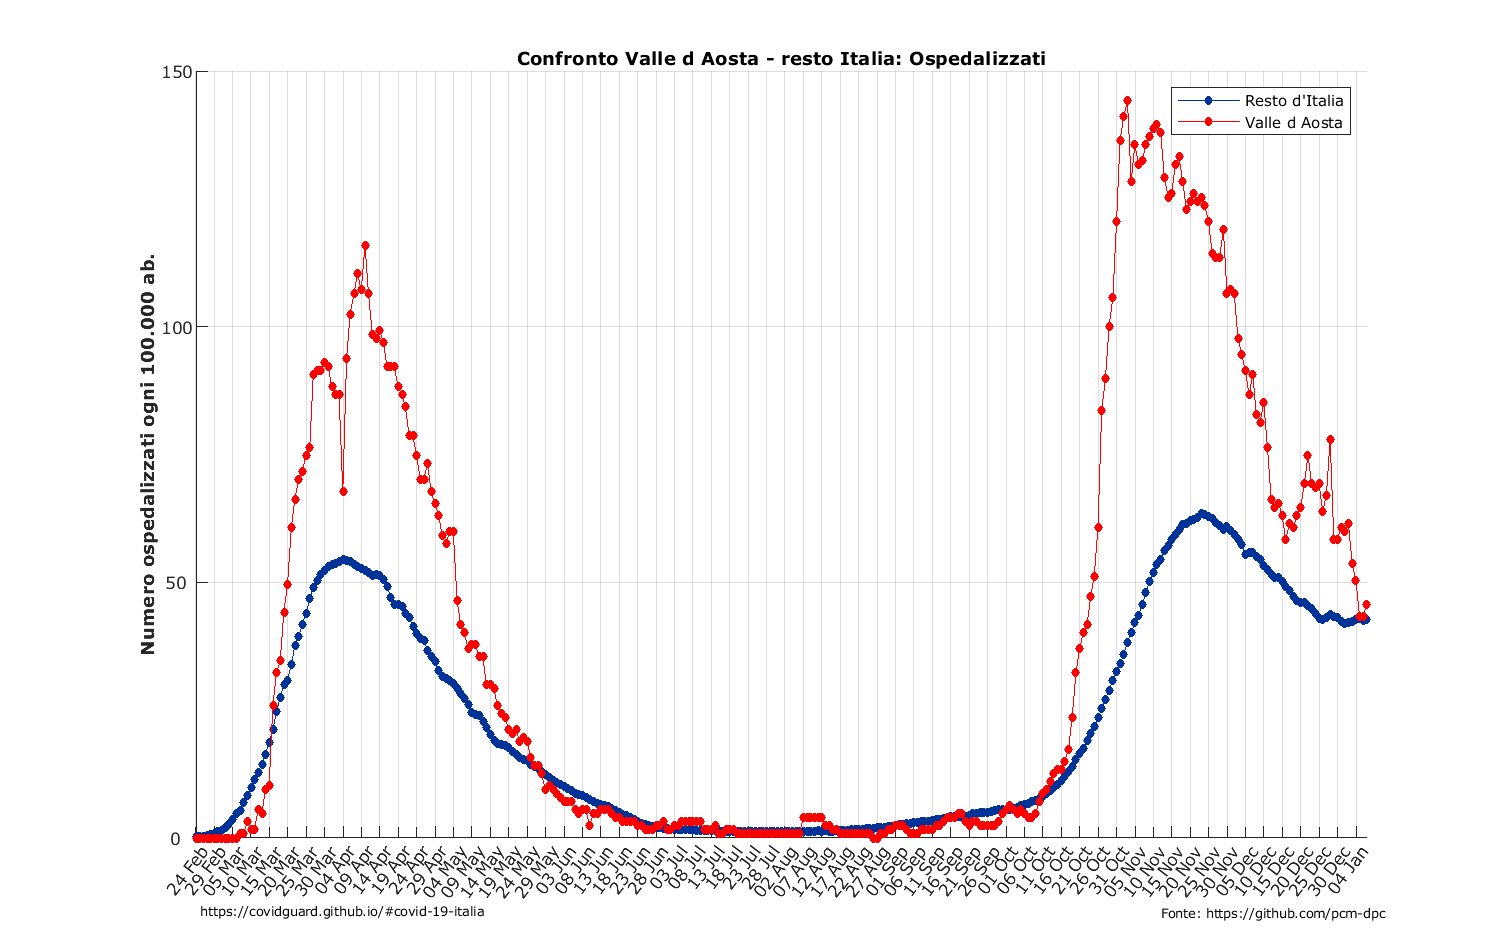 Confronto Valle d Aosta - resto Italia: Ospedalizzati
150
100
50
0
Numero ospedalizzati ogni 100.000 ab.
Resto d'Italia
Valle d Aosta
24 Feb
29 Feb
05 Mar
10 Mar
15 Mar
20 Mar
25 Mar
30 Mar
04 Apr
09 Apr
14 Apr
19 Apr
24 Apr
29 Apr
04 May
09 May
14 May
19 May
24 May
29 May
03 Jun
08 Jun
13 Jun
18 Jun
23 Jun
28 Jun
03 Jul
08 Jul
13 Jul
18 Jul
23 Jul
28 Jul
02 Aug
07 Aug
12 Aug
17 Aug
22 Aug
27 Aug
01 Sep
06 Sep
11 Sep
16 Sep
21 Sep
26 Sep
01 Oct
06 Oct
11 Oct
16 Oct
21 Oct
26 Oct
31 Oct
05 Nov
10 Nov
15 Nov
20 Nov
25 Nov
30 Nov
05 Dec
10 Dec
15 Dec
20 Dec
25 Dec
30 Dec
04 Jan
https://covidguard.github.io/#covid-19-italia
Fonte: https://github.com/pcm-dpc